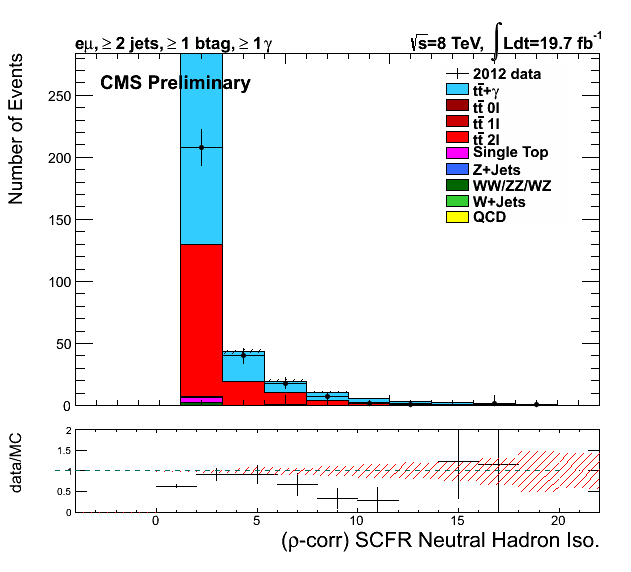 eμ, ≥ 2 jets, ≥ 1 btag, ≥ 1 γ
√s=8 TeV, ∫ Ldt=19.7 fb⁻¹
CMS Preliminary
2012 data
tt̄+γ
tt̄ 0l
tt̄ 1l
tt̄ 2l
Single Top
Z+Jets
WW/ZZ/WZ
W+Jets
QCD
Number of Events
250
200
150
100
50
0
data/MC
2
1.5
1
0.5
0
0 5 10 15 20
(ρ-corr) SCFR Neutral Hadron Iso.